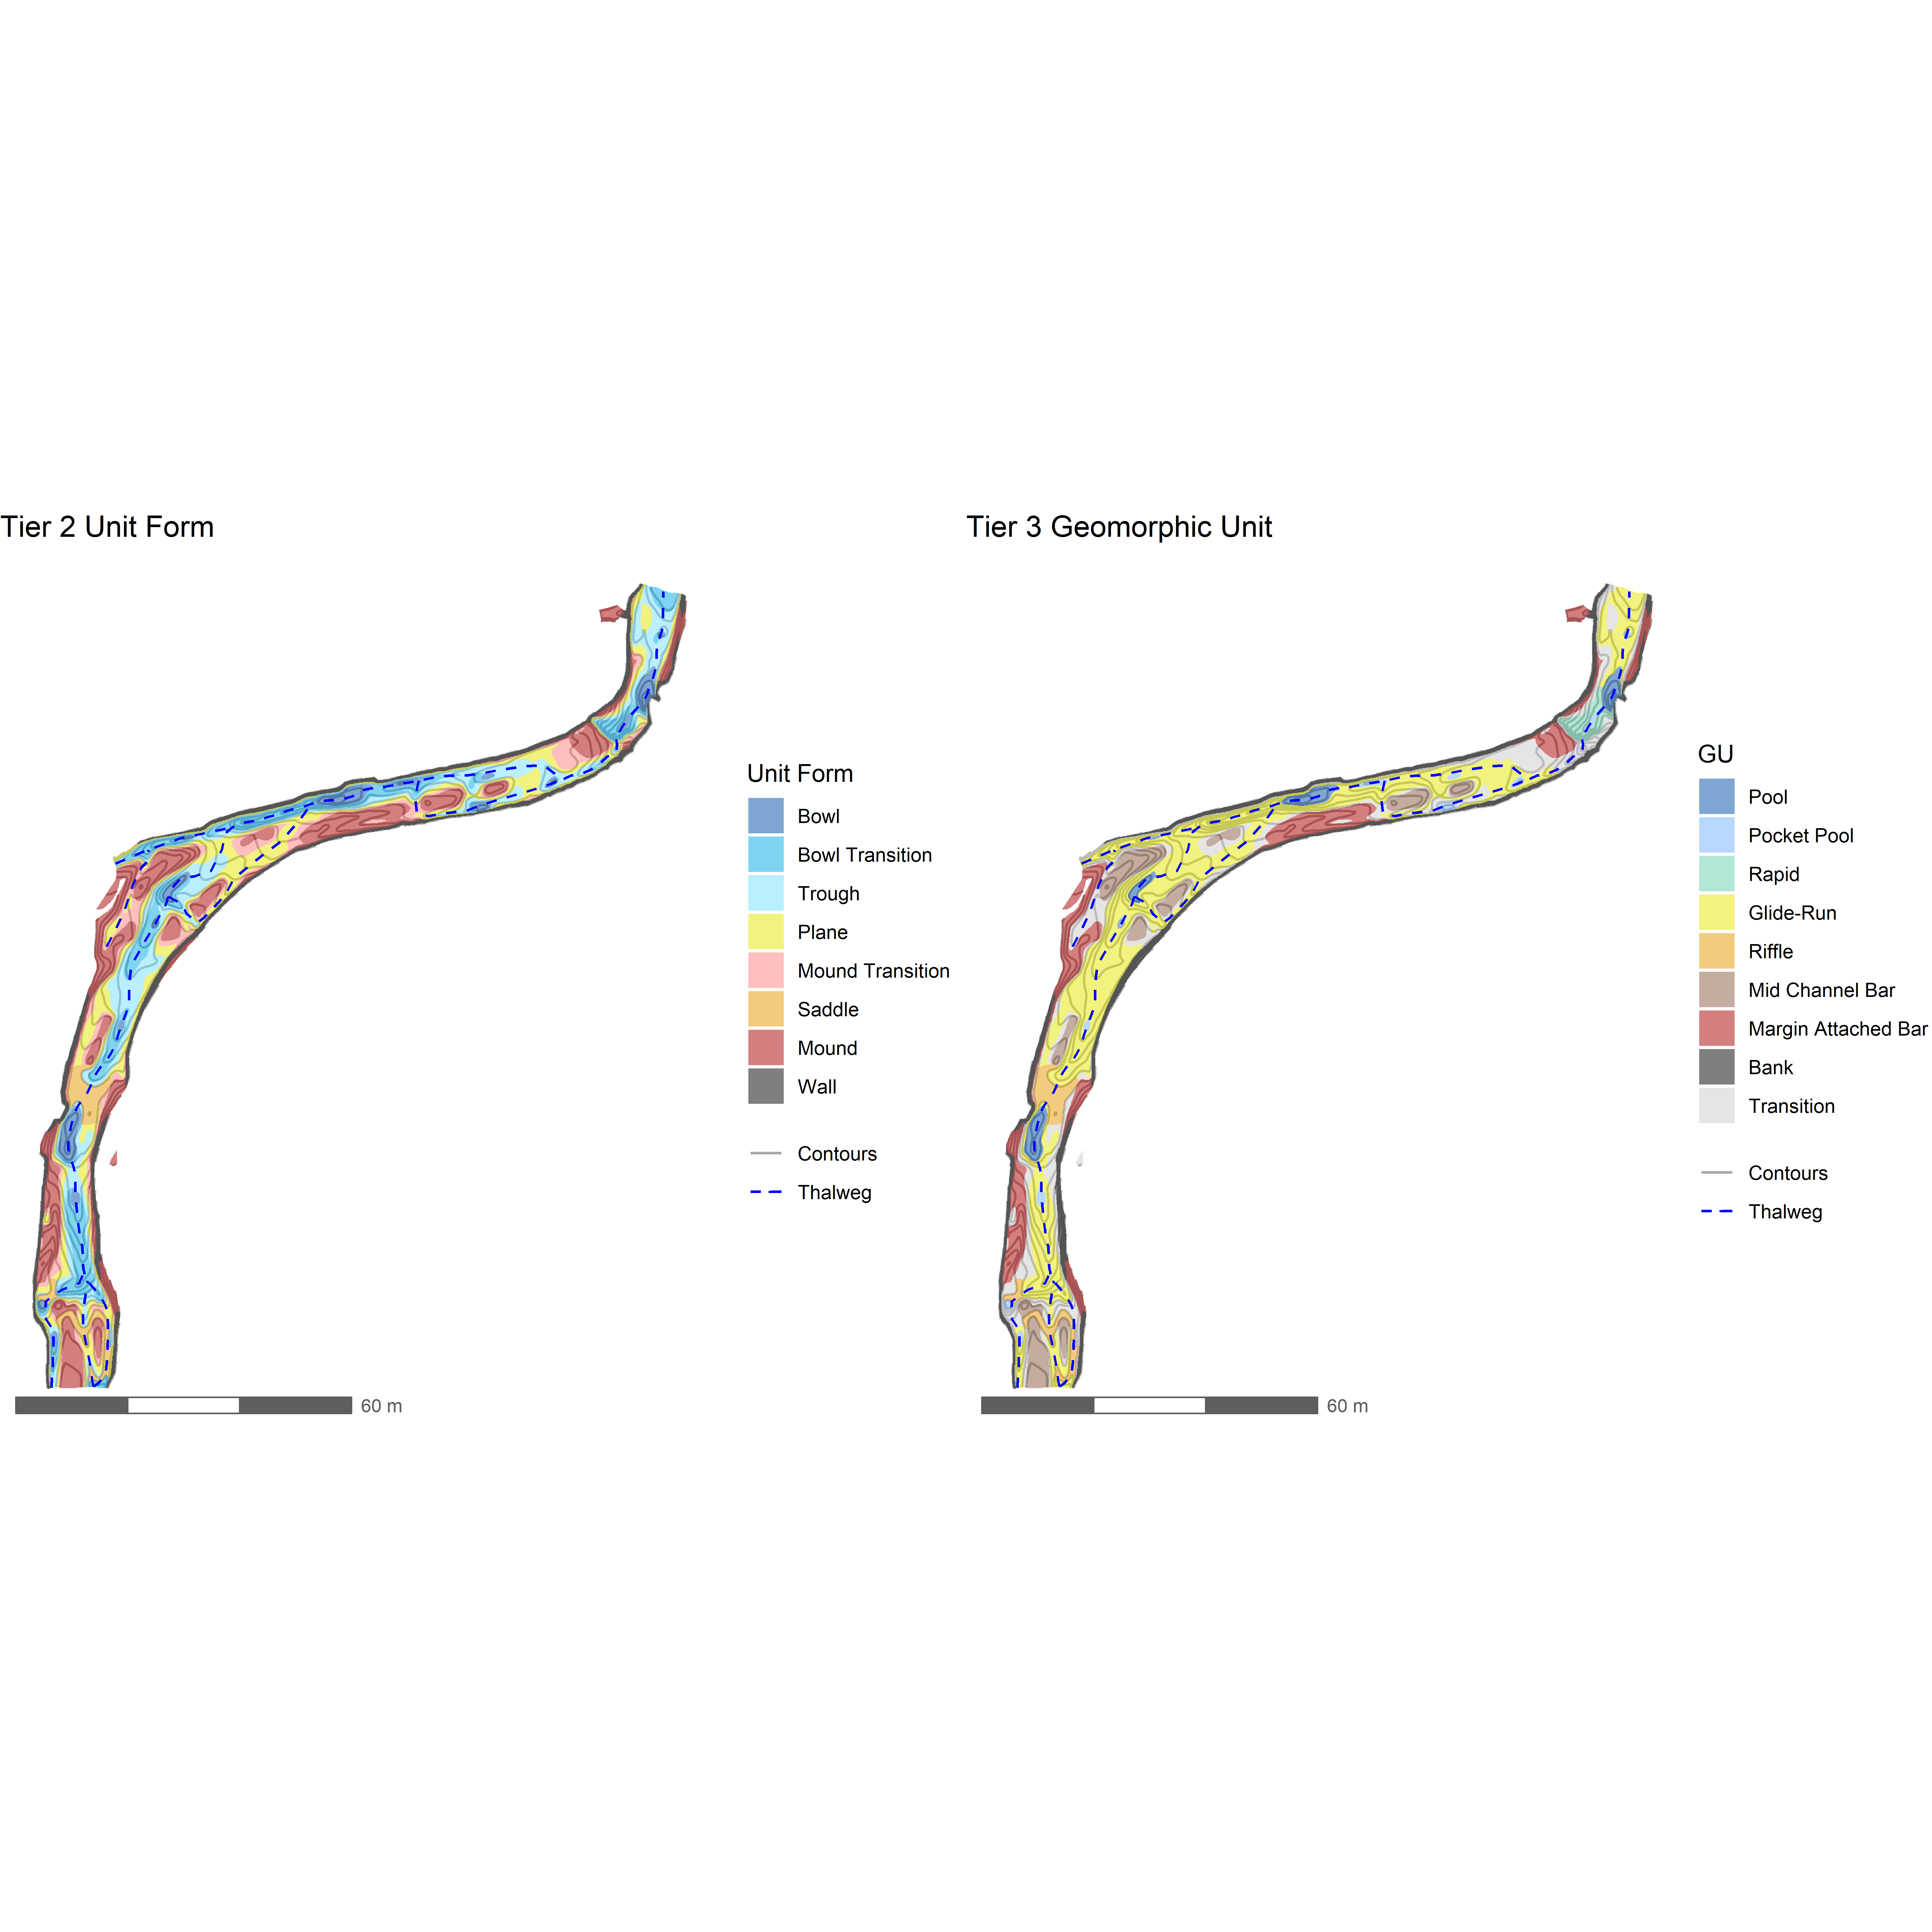 Tier 2 Unit Form
Unit Form
Bowl
Bowl Transition
Trough
Plane
Mound Transition
Saddle
Mound
Wall
Contours
Thalweg
60 m
Tier 3 Geomorphic Unit
GU
Pool
Pocket Pool
Rapid
Glide-Run
Riffle
Mid Channel Bar
Margin Attached Bar
Bank
Transition
Contours
Thalweg
60 m